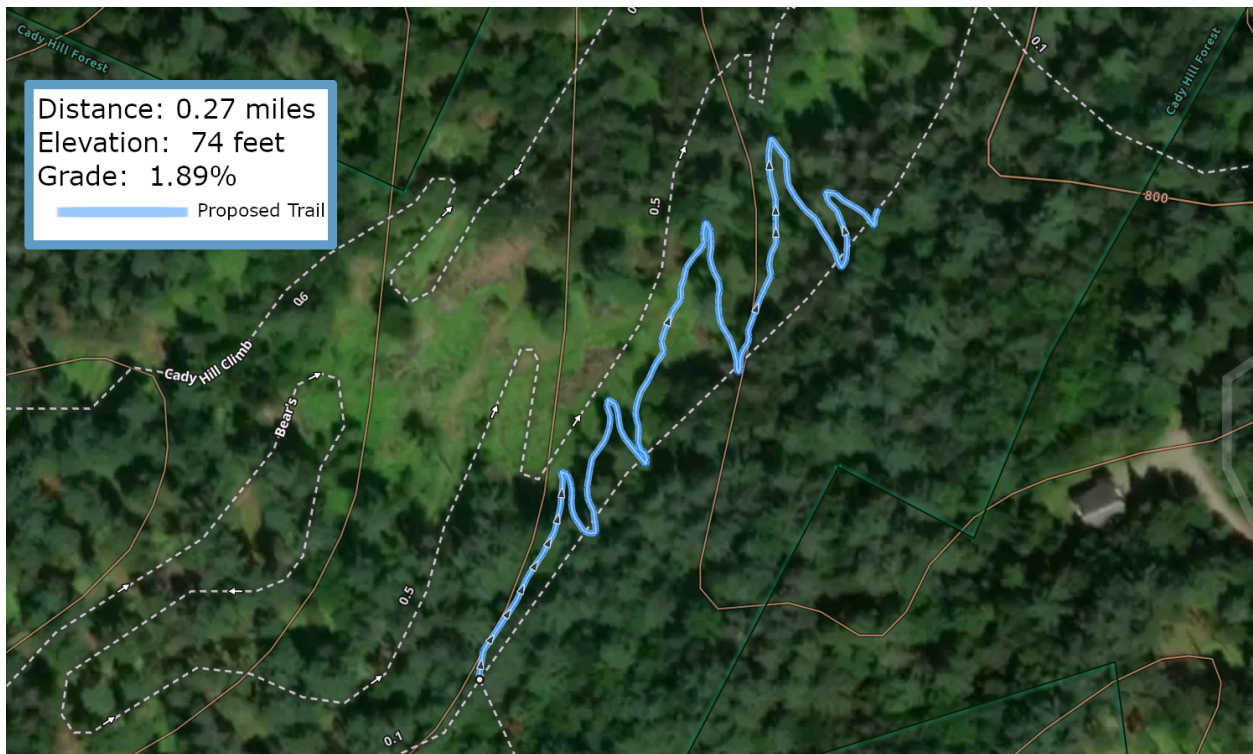 Cady Hill Forest
0.1
Cady Hill Forest
Distance: 0.27 miles
Elevation: 74 feet
Grade: 1.89%
Proposed Trail
800
0.5
0.6
Cady Hill Climb
Bear's
0.5
0.1